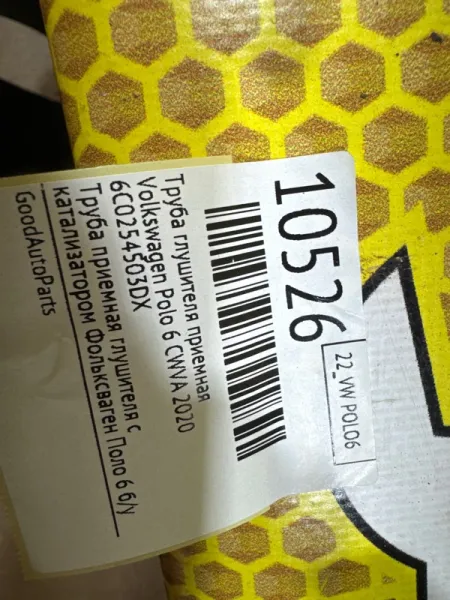 10526
22_VW POLO6
Труба глушителя приемная
Volkswagen Polo 6 CWVA 2020
6C0254503DX
Труба приемная глушителя с
катализатором Фольксваген Поло 6 б/у
GoodAutoParts